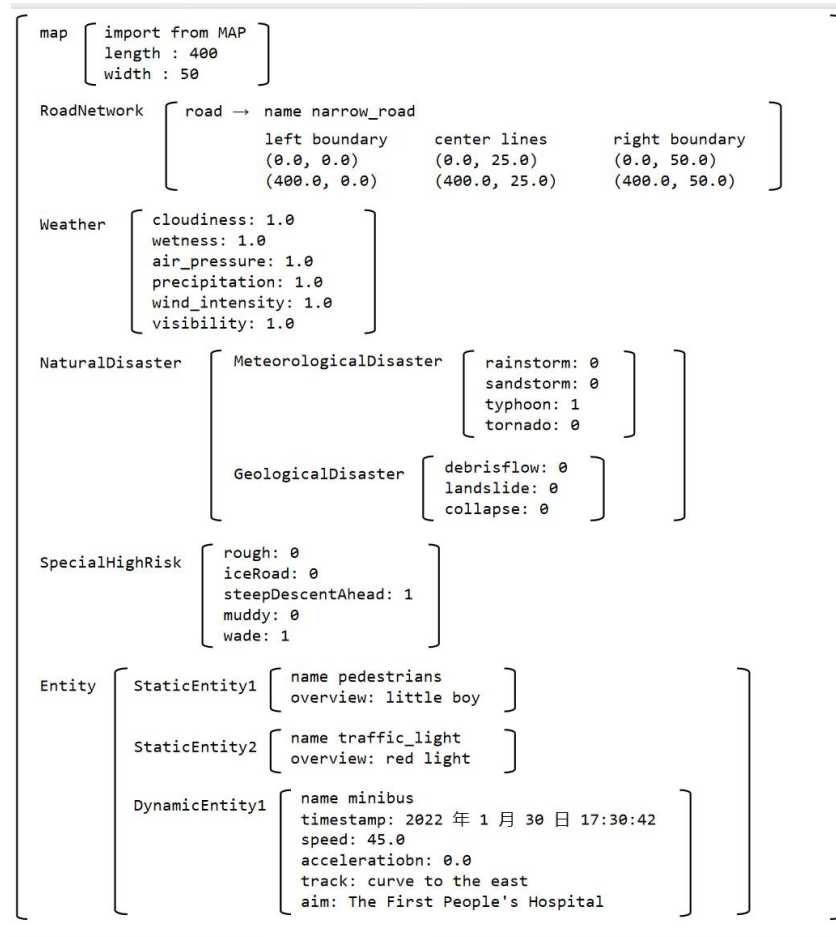 map import from MAP
length : 400
width : 50
RoadNetwork road → name narrow_road
left boundary center lines right boundary
(0.0, 0.0) (0.0, 25.0) (0.0, 50.0)
(400.0, 0.0) (400.0, 25.0) (400.0, 50.0)
Weather cloudiness: 1.0
wetness: 1.0
air_pressure: 1.0
precipitation: 1.0
wind_intensity: 1.0
visibility: 1.0
NaturalDisaster MeteorologicalDisaster rainstorm: 0
sandstorm: 0
typhoon: 1
tornado: 0
GeologicalDisaster debrisflow: 0
landslide: 0
collapse: 0
SpecialHighRisk rough: 0
iceRoad: 0
steepDescentAhead: 1
muddy: 0
wade: 1
Entity StaticEntity1 name pedestrians
overview: little boy
StaticEntity2 name traffic_light
overview: red light
DynamicEntity1 name minibus
timestamp: 2022 年 1 月 30 日 17:30:42
speed: 45.0
acceleratiobn: 0.0
track: curve to the east
aim: The First People's Hospital